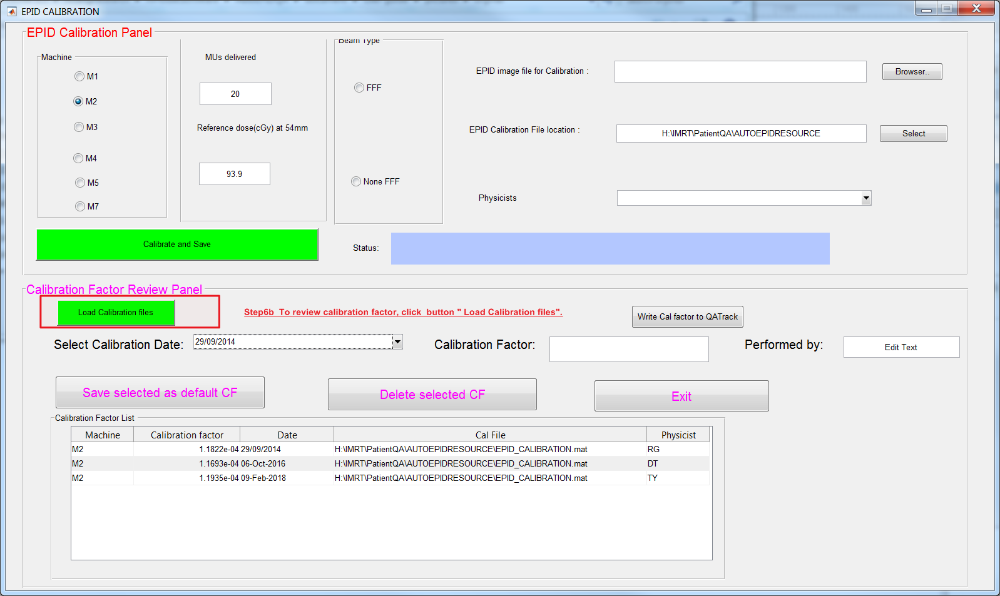 EPID CALIBRATION
EPID Calibration Panel
Machine
M1
M2
M3
M4
M5
M7
MUs delivered
20
Reference dose(cGy) at 54mm
93.9
Beam Type
FFF
None FFF
EPID image file for Calibration :
Browser..
EPID Calibration File location :
H:\IMRT\PatientQA\AUTOEPIDRESOURCE
Select
Physicists
Calibrate and Save
Status:
Calibration Factor Review Panel
Load Calibration files
Step6b  To review calibration factor, click  button " Load Calibration files".
Write Cal factor to QATrack
Select Calibration Date:
29/09/2014
Calibration Factor:
Performed by:
Edit Text
Save selected as default CF
Delete selected CF
Exit
Calibration Factor List
Machine Calibration factor Date Cal File Physicist
M2 1.1822e-04 29/09/2014 H:\IMRT\PatientQA\AUTOEPIDRESOURCE\EPID_CALIBRATION.mat RG
M2 1.1693e-04 06-Oct-2016 H:\IMRT\PatientQA\AUTOEPIDRESOURCE\EPID_CALIBRATION.mat DT
M2 1.1935e-04 09-Feb-2018 H:\IMRT\PatientQA\AUTOEPIDRESOURCE\EPID_CALIBRATION.mat TY